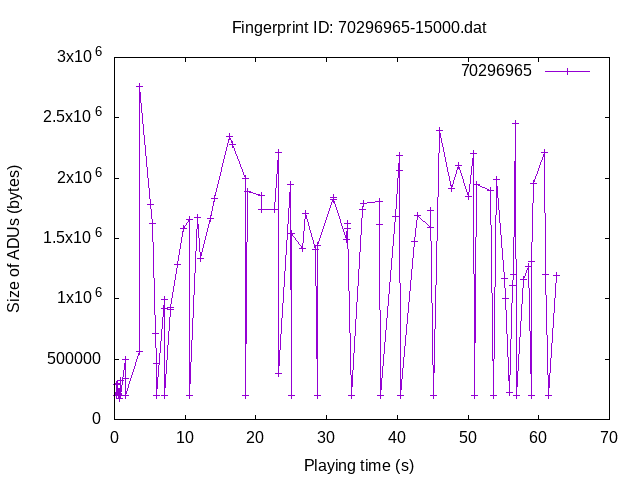 Fingerprint ID: 70296965-15000.dat
70296965
Size of ADUs (bytes)
3x10^6
2.5x10^6
2x10^6
1.5x10^6
1x10^6
500000
0
0 10 20 30 40 50 60 70
Playing time (s)